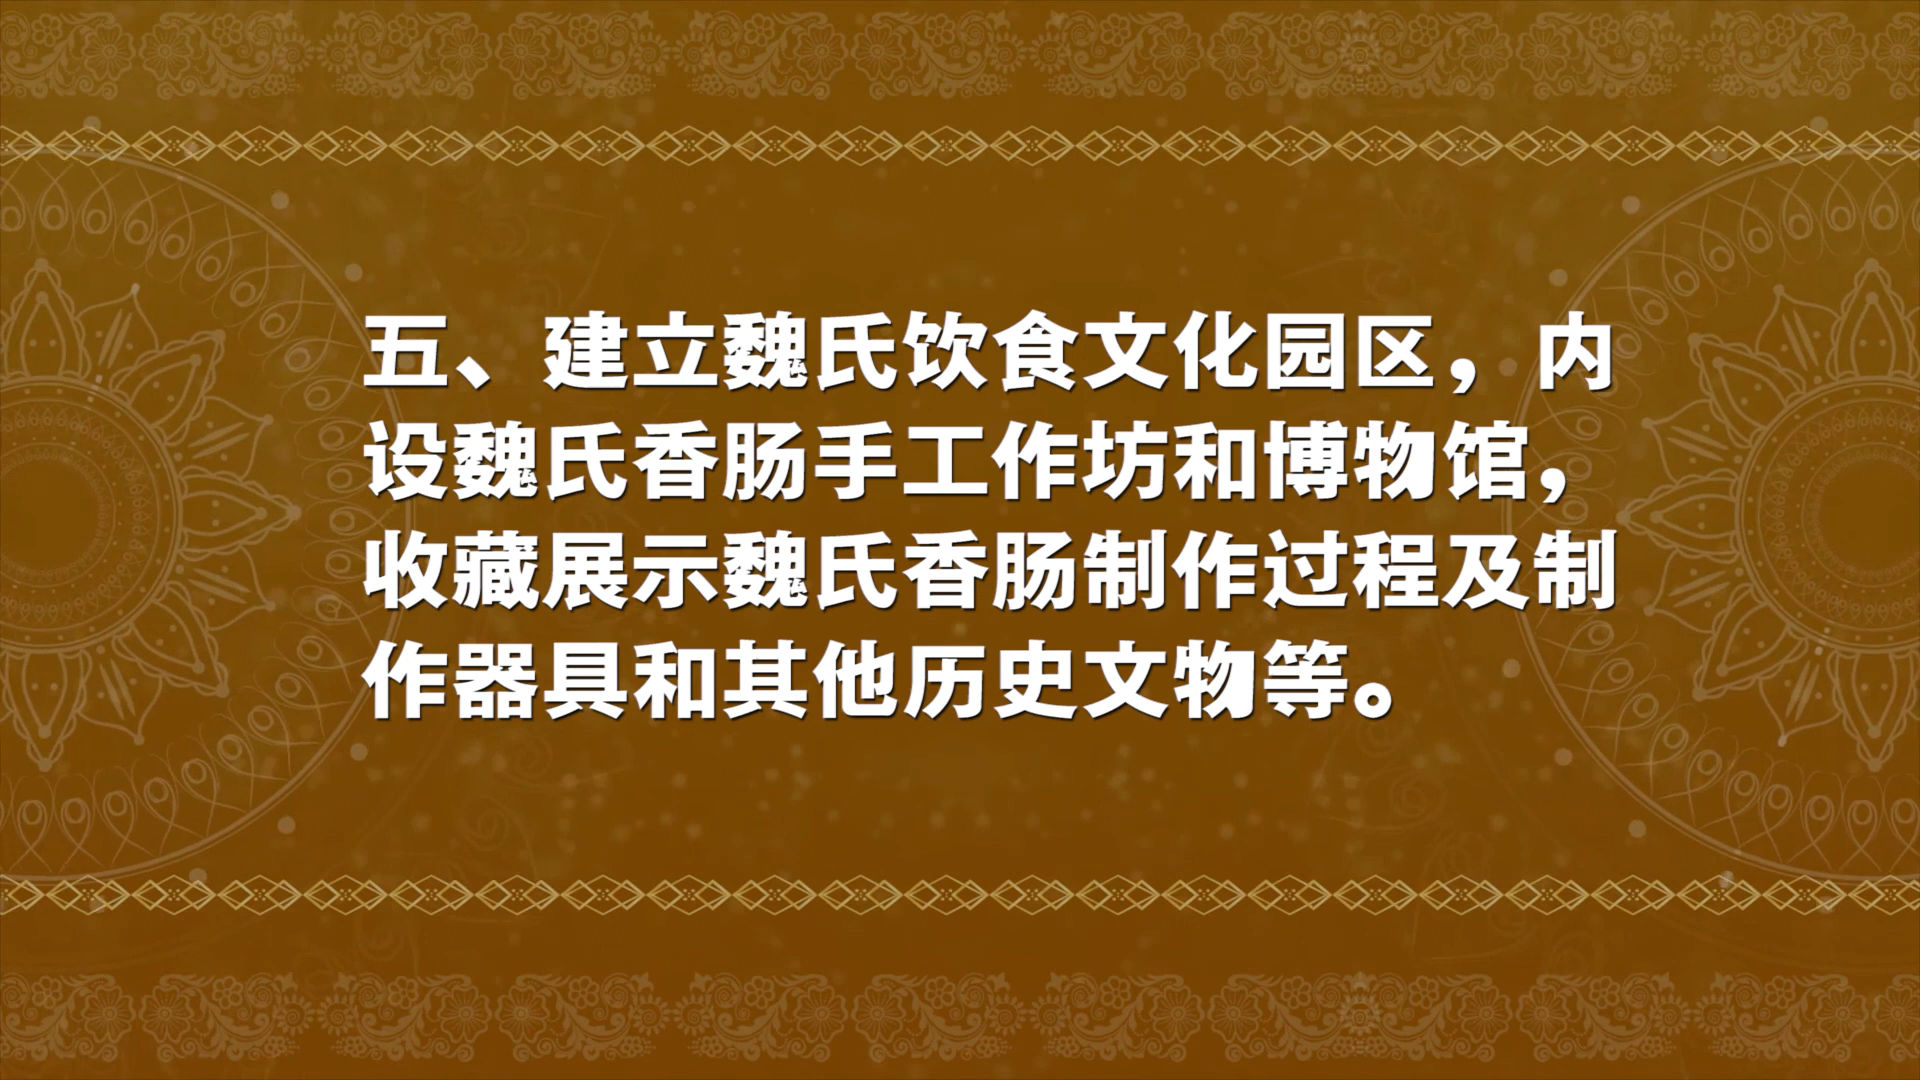 五、建立魏氏饮食文化园区，内
设魏氏香肠手工作坊和博物馆，
收藏展示魏氏香肠制作过程及制
作器具和其他历史文物等。